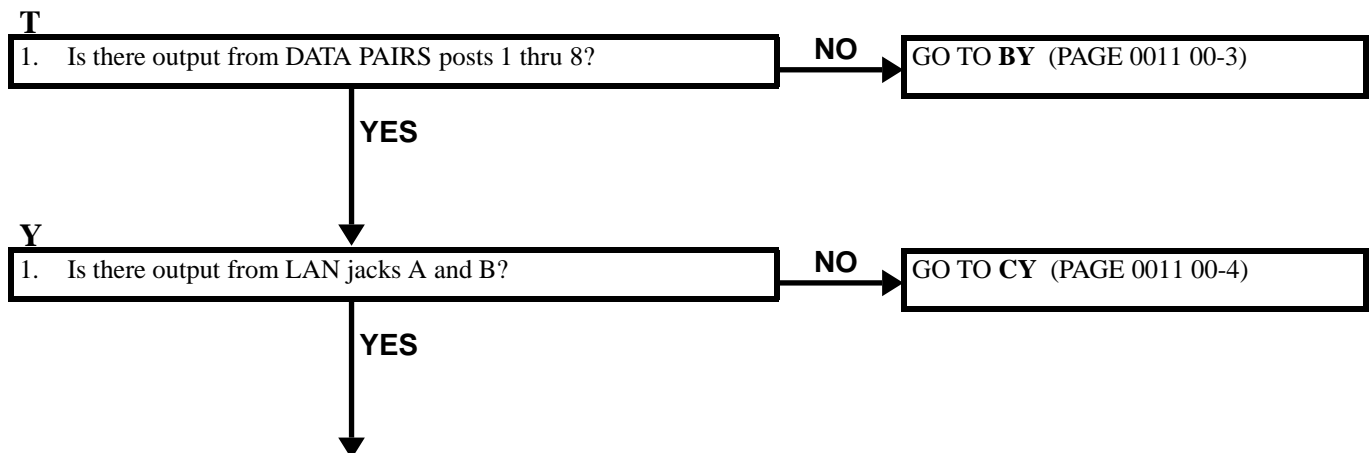 T
1. Is there output from DATA PAIRS posts 1 thru 8?
NO
GO TO BY (PAGE 0011 00-3)
YES
Y
1. Is there output from LAN jacks A and B?
NO
GO TO CY (PAGE 0011 00-4)
YES